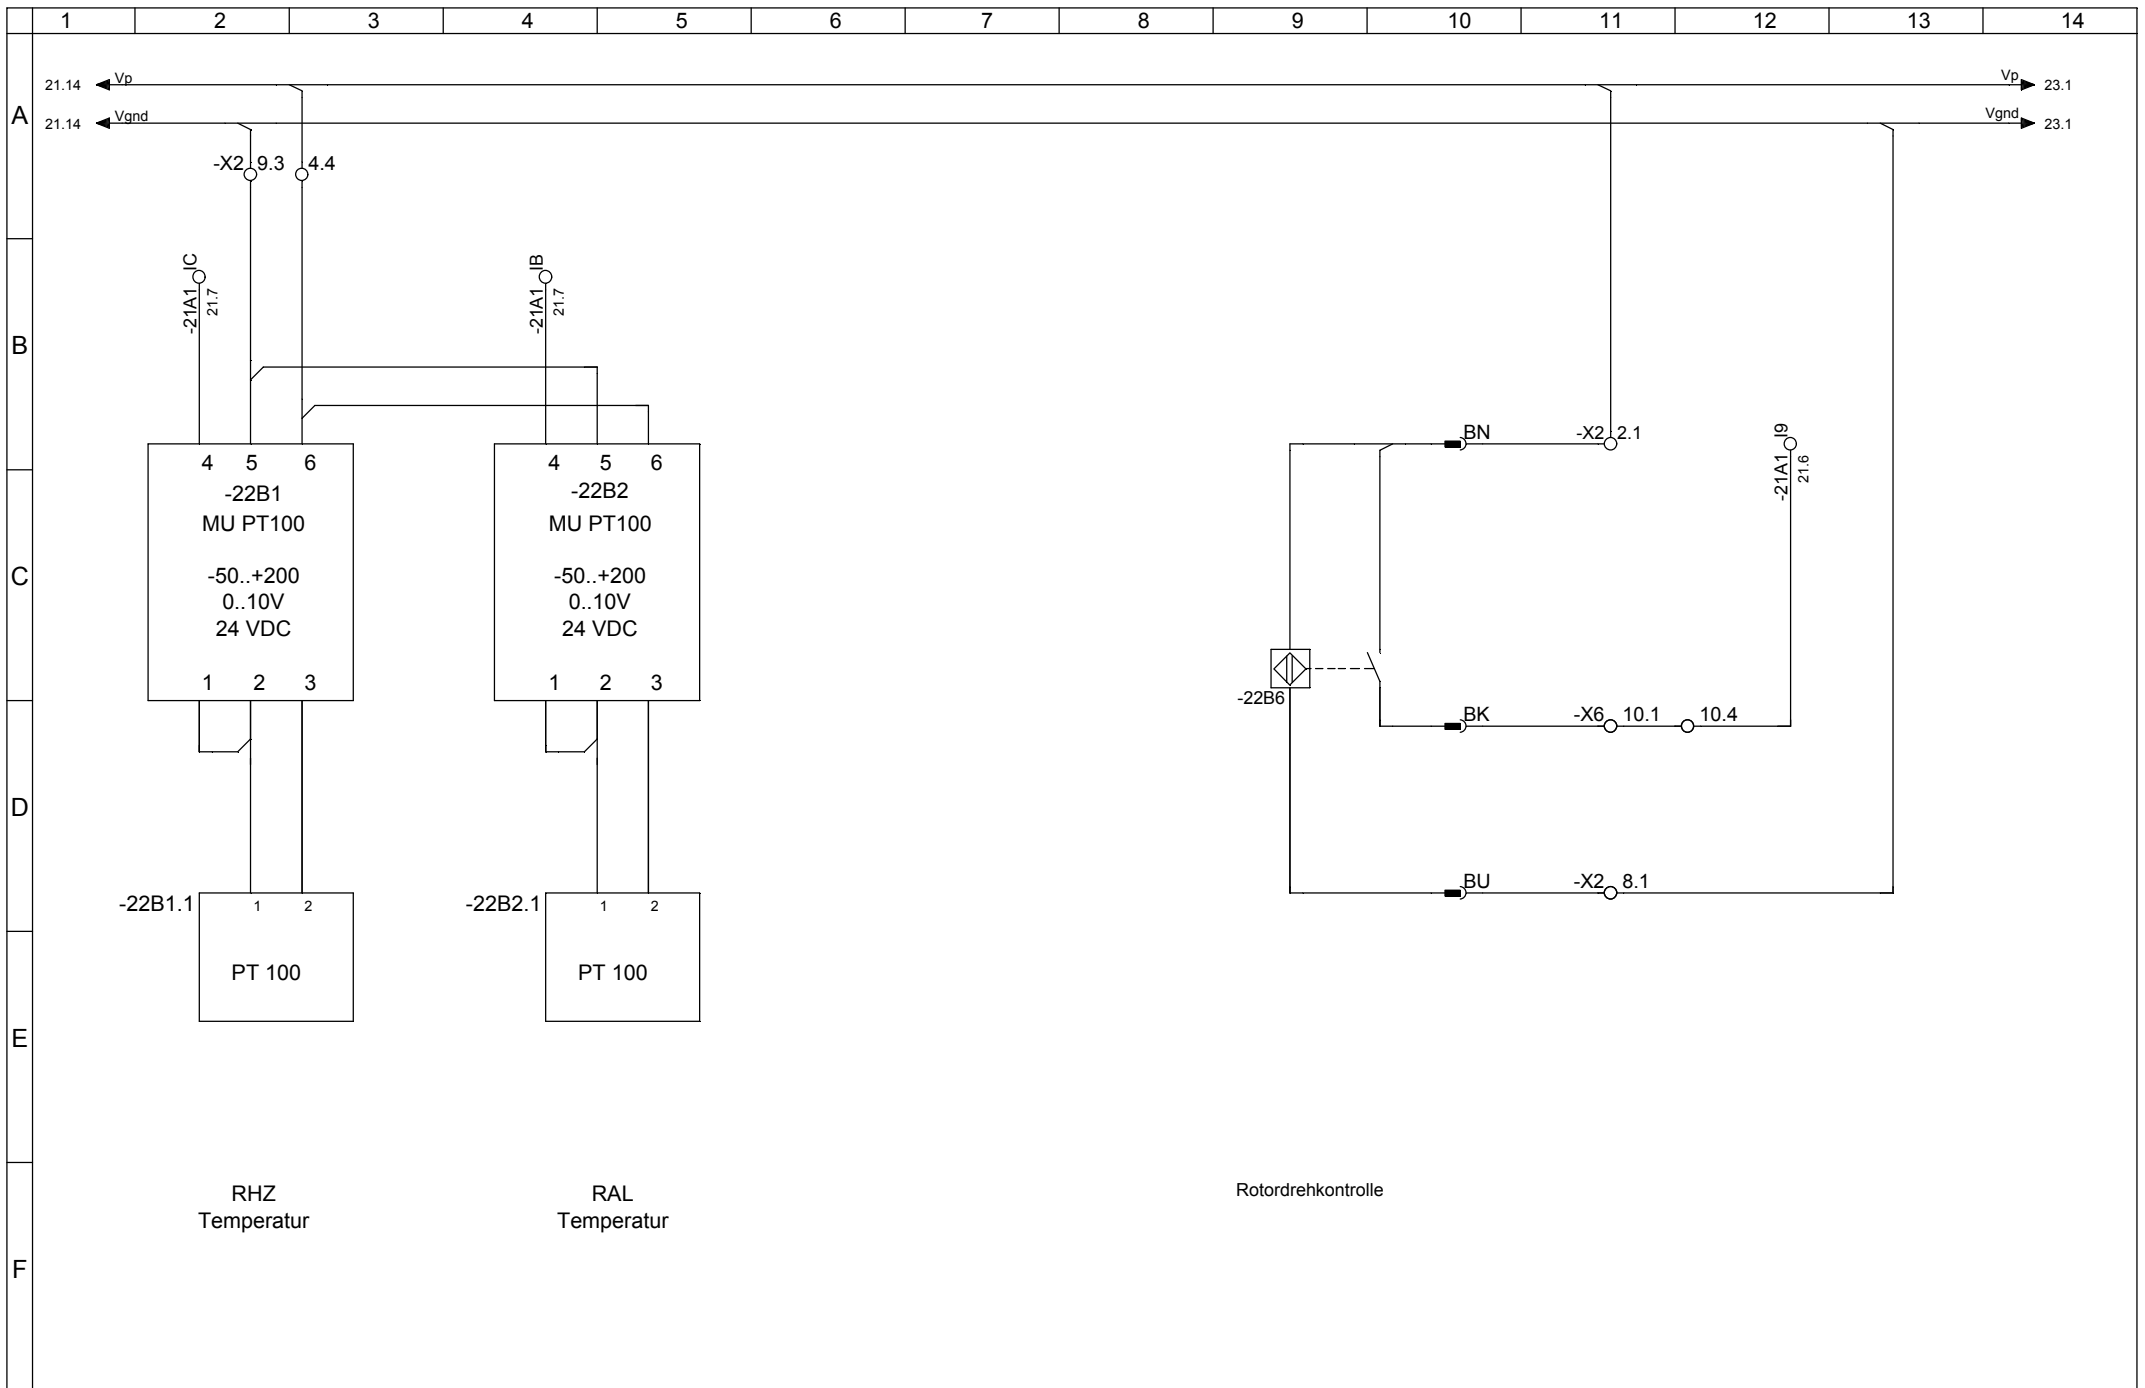 1 2 3 4 5 6 7 8 9 10 11 12 13 14
21.14 Vp Vp 23.1
A
21.14 Vgnd Vgnd 23.1
-X2 9.3 4.4
-21A1 IC
21.7
-21A1 IB
21.7
B
BN -X2 2.1
-21A1 I9
21.6
4 5 6
-22B1
MU PT100
-50..+200
0..10V
24 VDC
1 2 3
4 5 6
-22B2
MU PT100
-50..+200
0..10V
24 VDC
1 2 3
C
-22B6
BK -X6 10.1 10.4
D
BU -X2 8.1
-22B1.1 1 2
PT 100
-22B2.1 1 2
PT 100
E
RHZ
Temperatur
RAL
Temperatur
Rotordrehkontrolle
F